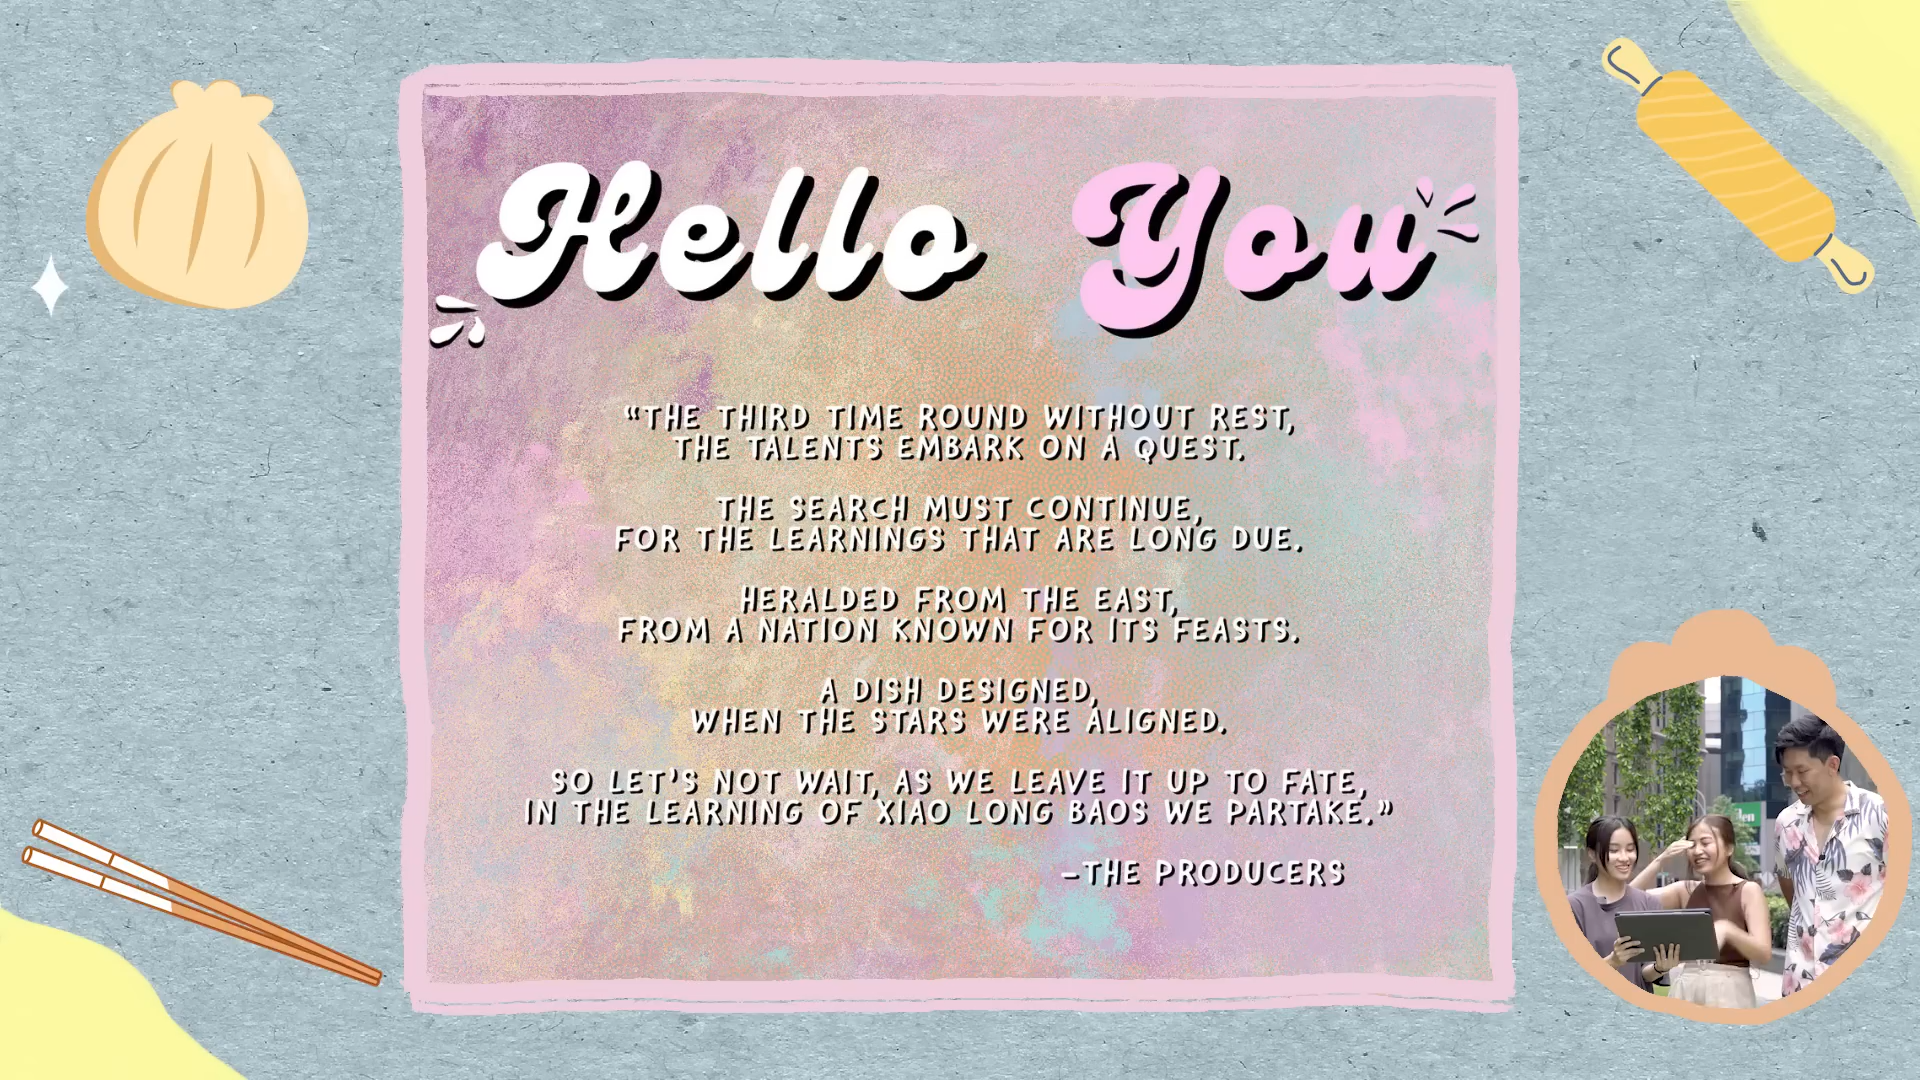 Hello You
“THE THIRD TIME ROUND WITHOUT REST,
THE TALENTS EMBARK ON A QUEST.
THE SEARCH MUST CONTINUE,
FOR THE LEARNINGS THAT ARE LONG DUE.
HERALDED FROM THE EAST,
FROM A NATION KNOWN FOR ITS FEASTS.
A DISH DESIGNED,
WHEN THE STARS WERE ALIGNED.
SO LET'S NOT WAIT, AS WE LEAVE IT UP TO FATE,
IN THE LEARNING OF XIAO LONG BAOS WE PARTAKE.”
-THE PRODUCERS